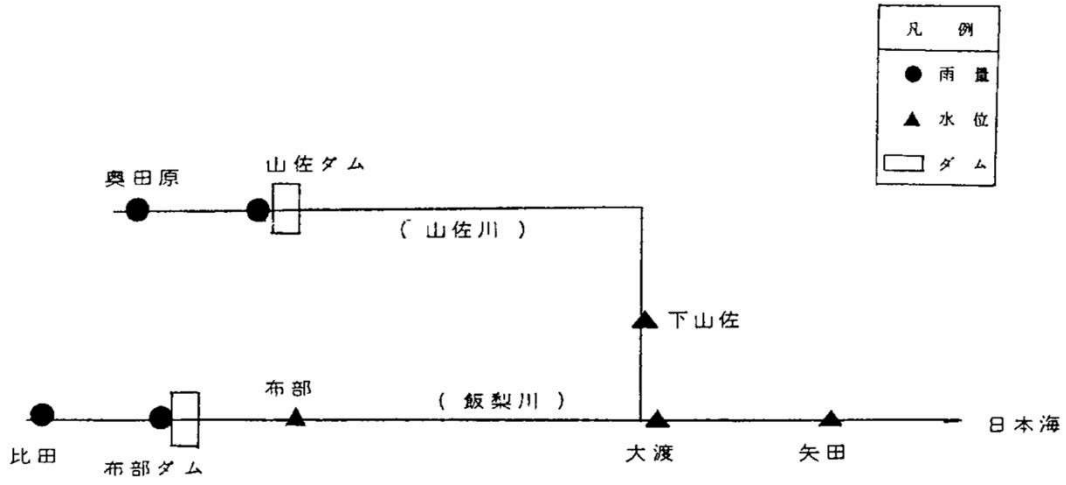 凡 例
雨 量
水 位
ダ ム
山佐ダム
奥田原
( 山佐川 )
下山佐
布部
( 飯梨川 )
日本海
比田
布部ダム
大渡
矢田